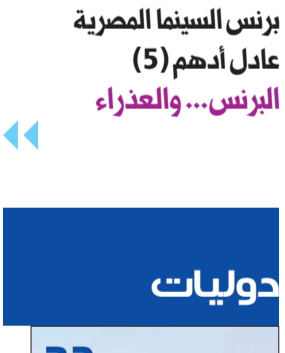 برنس السينما المصرية
عادل أدهم (5)
البرنس... والعذراء
دوليات